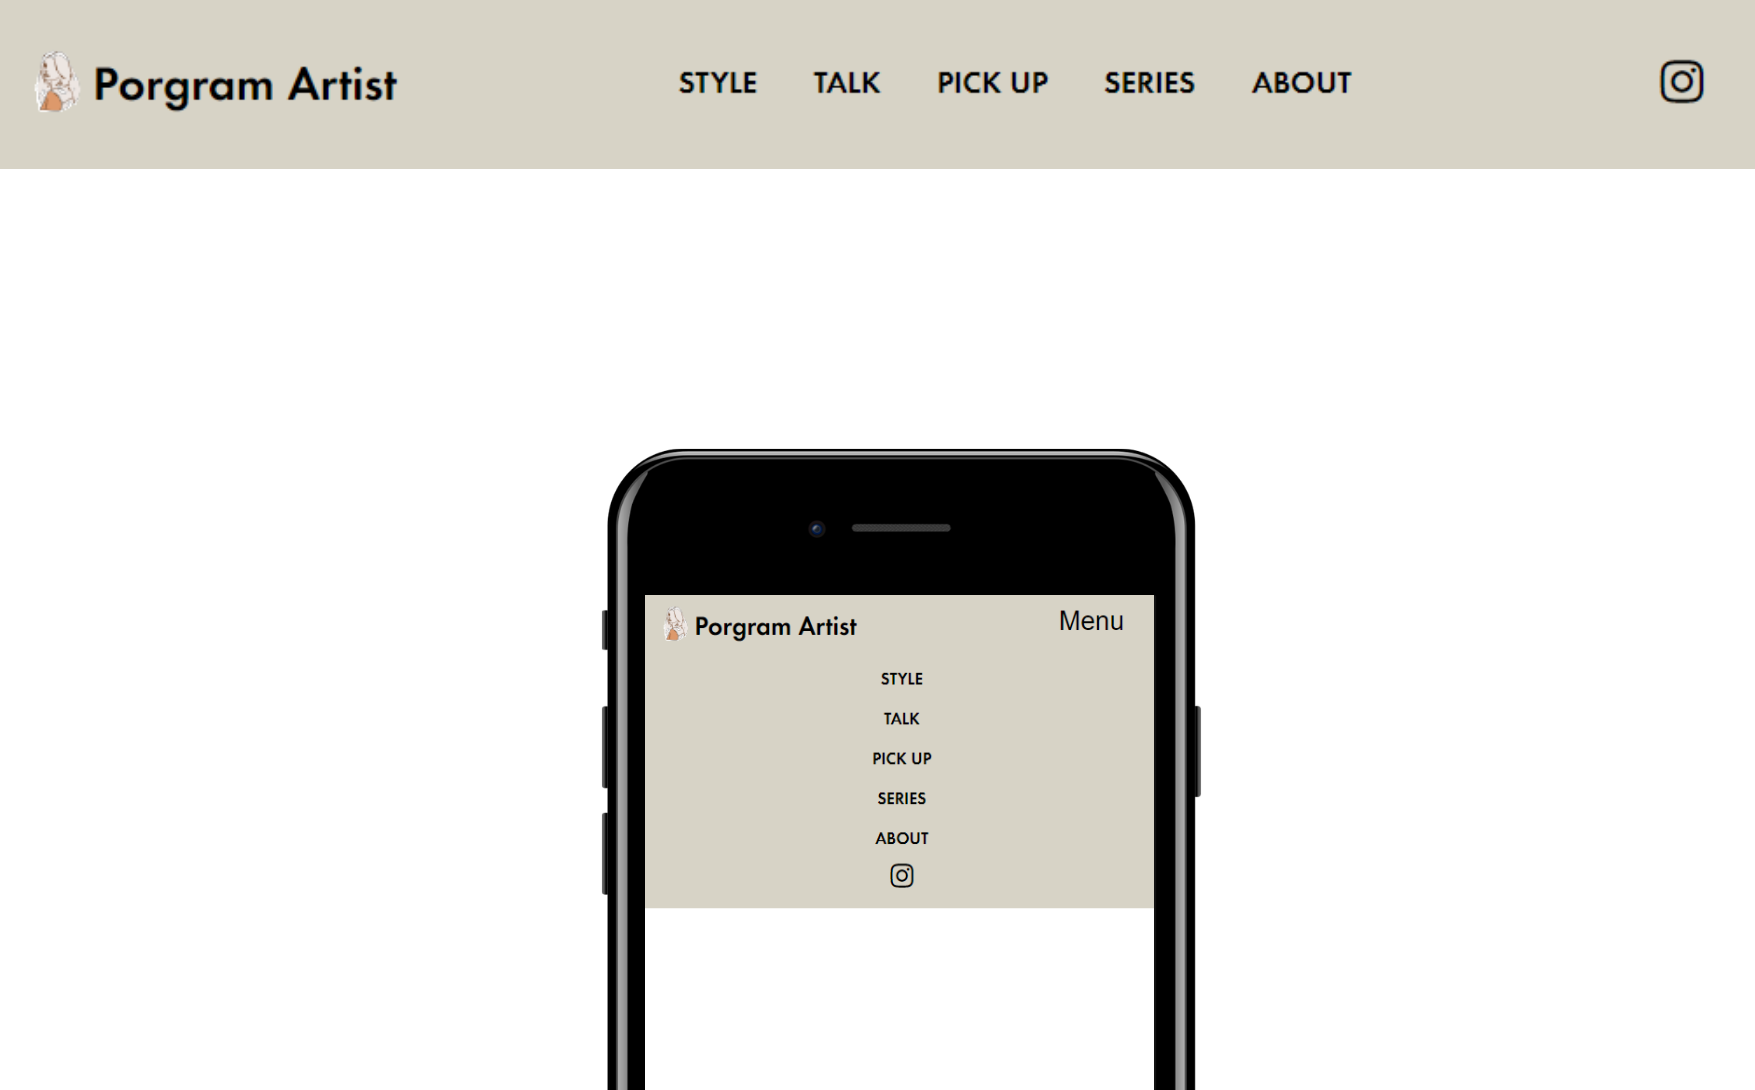 Porgram Artist STYLE TALK PICK UP SERIES ABOUT
Porgram Artist Menu
STYLE
TALK
PICK UP
SERIES
ABOUT